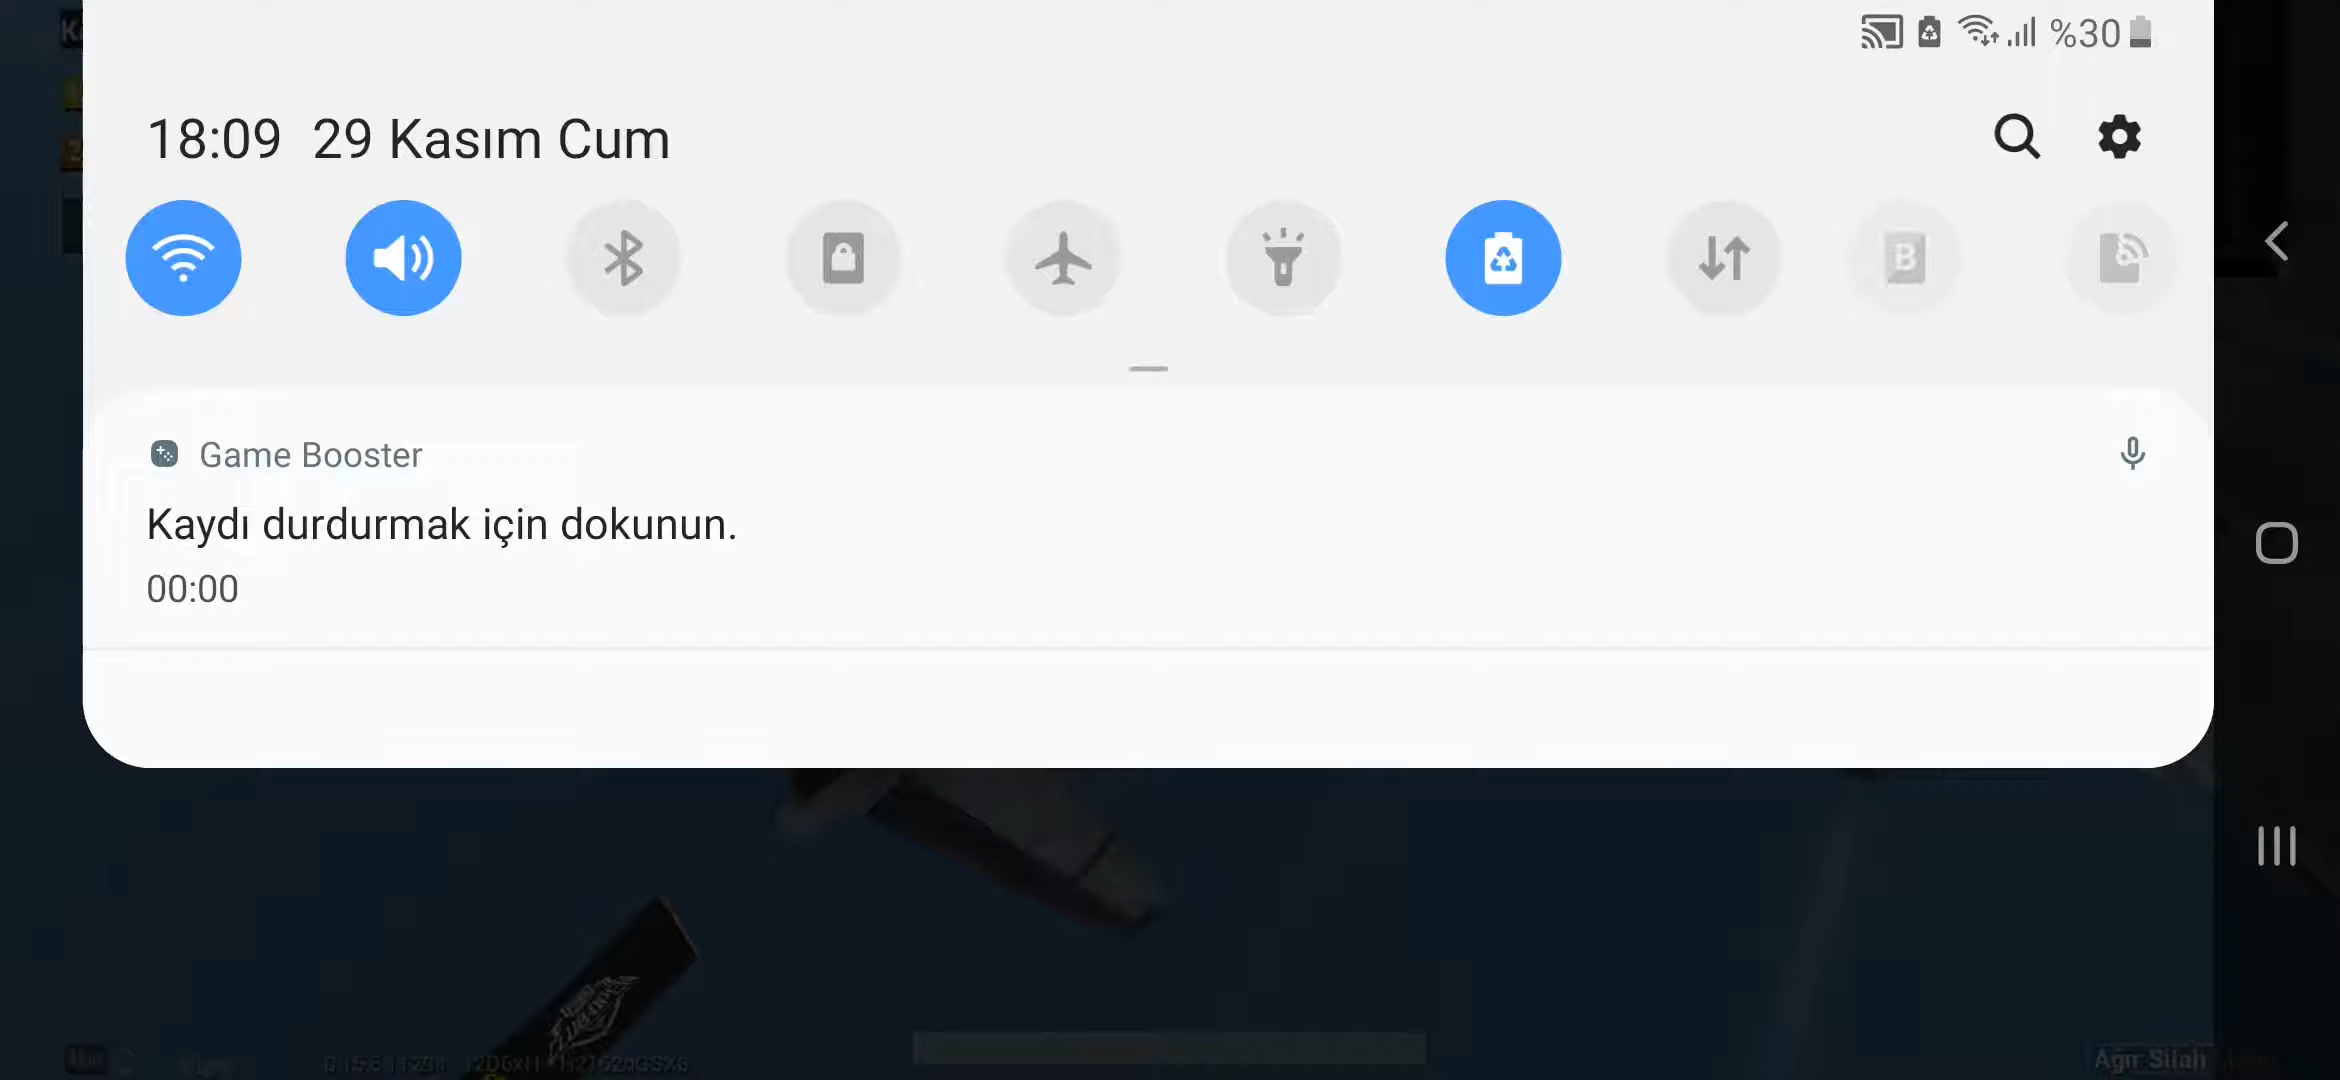 %30
18:09 29 Kasım Cum
Game Booster
Kaydı durdurmak için dokunun.
00:00
Ağır Silah